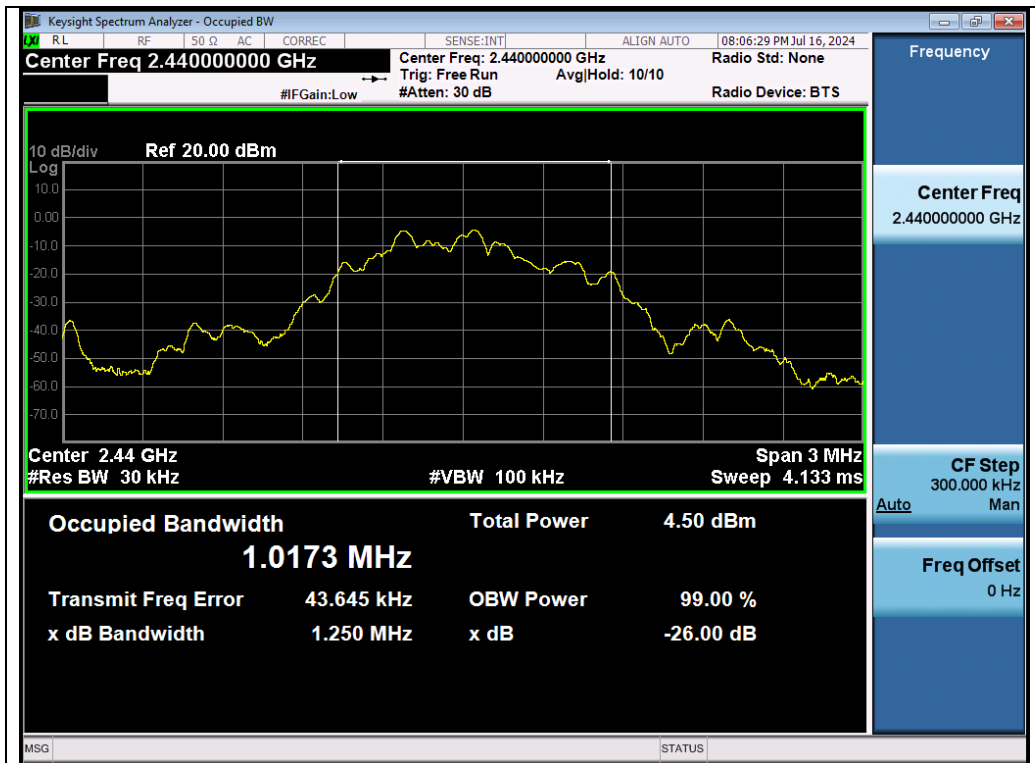 Keysight Spectrum Analyzer - Occupied BW
LXI RL RF 50 Ω AC CORREC SENSE:INT ALIGN AUTO 08:06:29 PM Jul 16, 2024
Center Freq 2.440000000 GHz
Center Freq: 2.440000000 GHz
Radio Std: None
Trig: Free Run Avg|Hold: 10/10
#IFGain:Low
#Atten: 30 dB
Radio Device: BTS
10 dB/div Ref 20.00 dBm
Log
10.0
0.00
-10.0
-20.0
-30.0
-40.0
-50.0
-60.0
-70.0
Center 2.44 GHz Span 3 MHz
#Res BW 30 kHz #VBW 100 kHz Sweep 4.133 ms
Occupied Bandwidth Total Power 4.50 dBm
1.0173 MHz
Transmit Freq Error 43.645 kHz OBW Power 99.00 %
x dB Bandwidth 1.250 MHz x dB -26.00 dB
Frequency
Center Freq
2.440000000 GHz
CF Step
300.000 kHz
Auto Man
Freq Offset
0 Hz
MSG STATUS